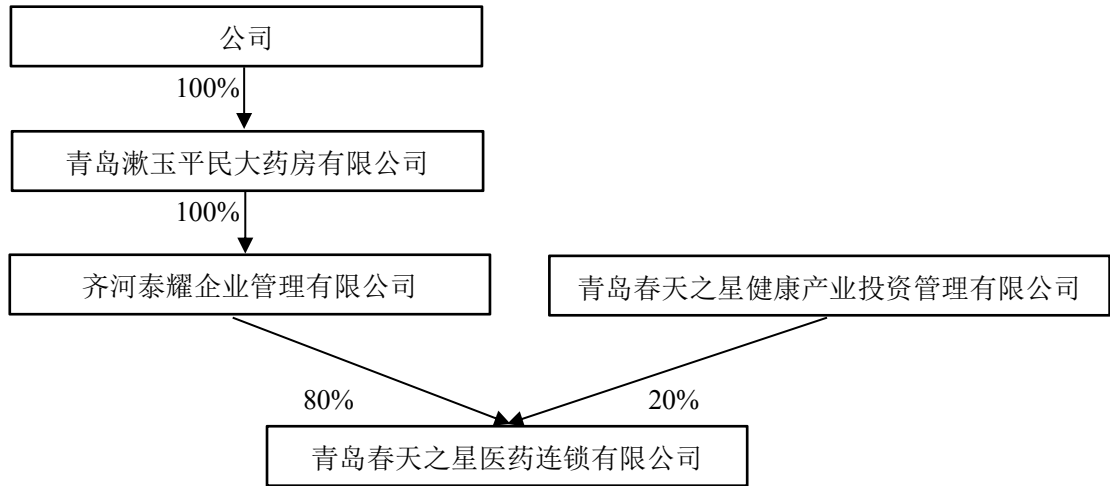 公司
100%
青岛漱玉平民大药房有限公司
100%
齐河泰耀企业管理有限公司
青岛春天之星健康产业投资管理有限公司
80%
20%
青岛春天之星医药连锁有限公司